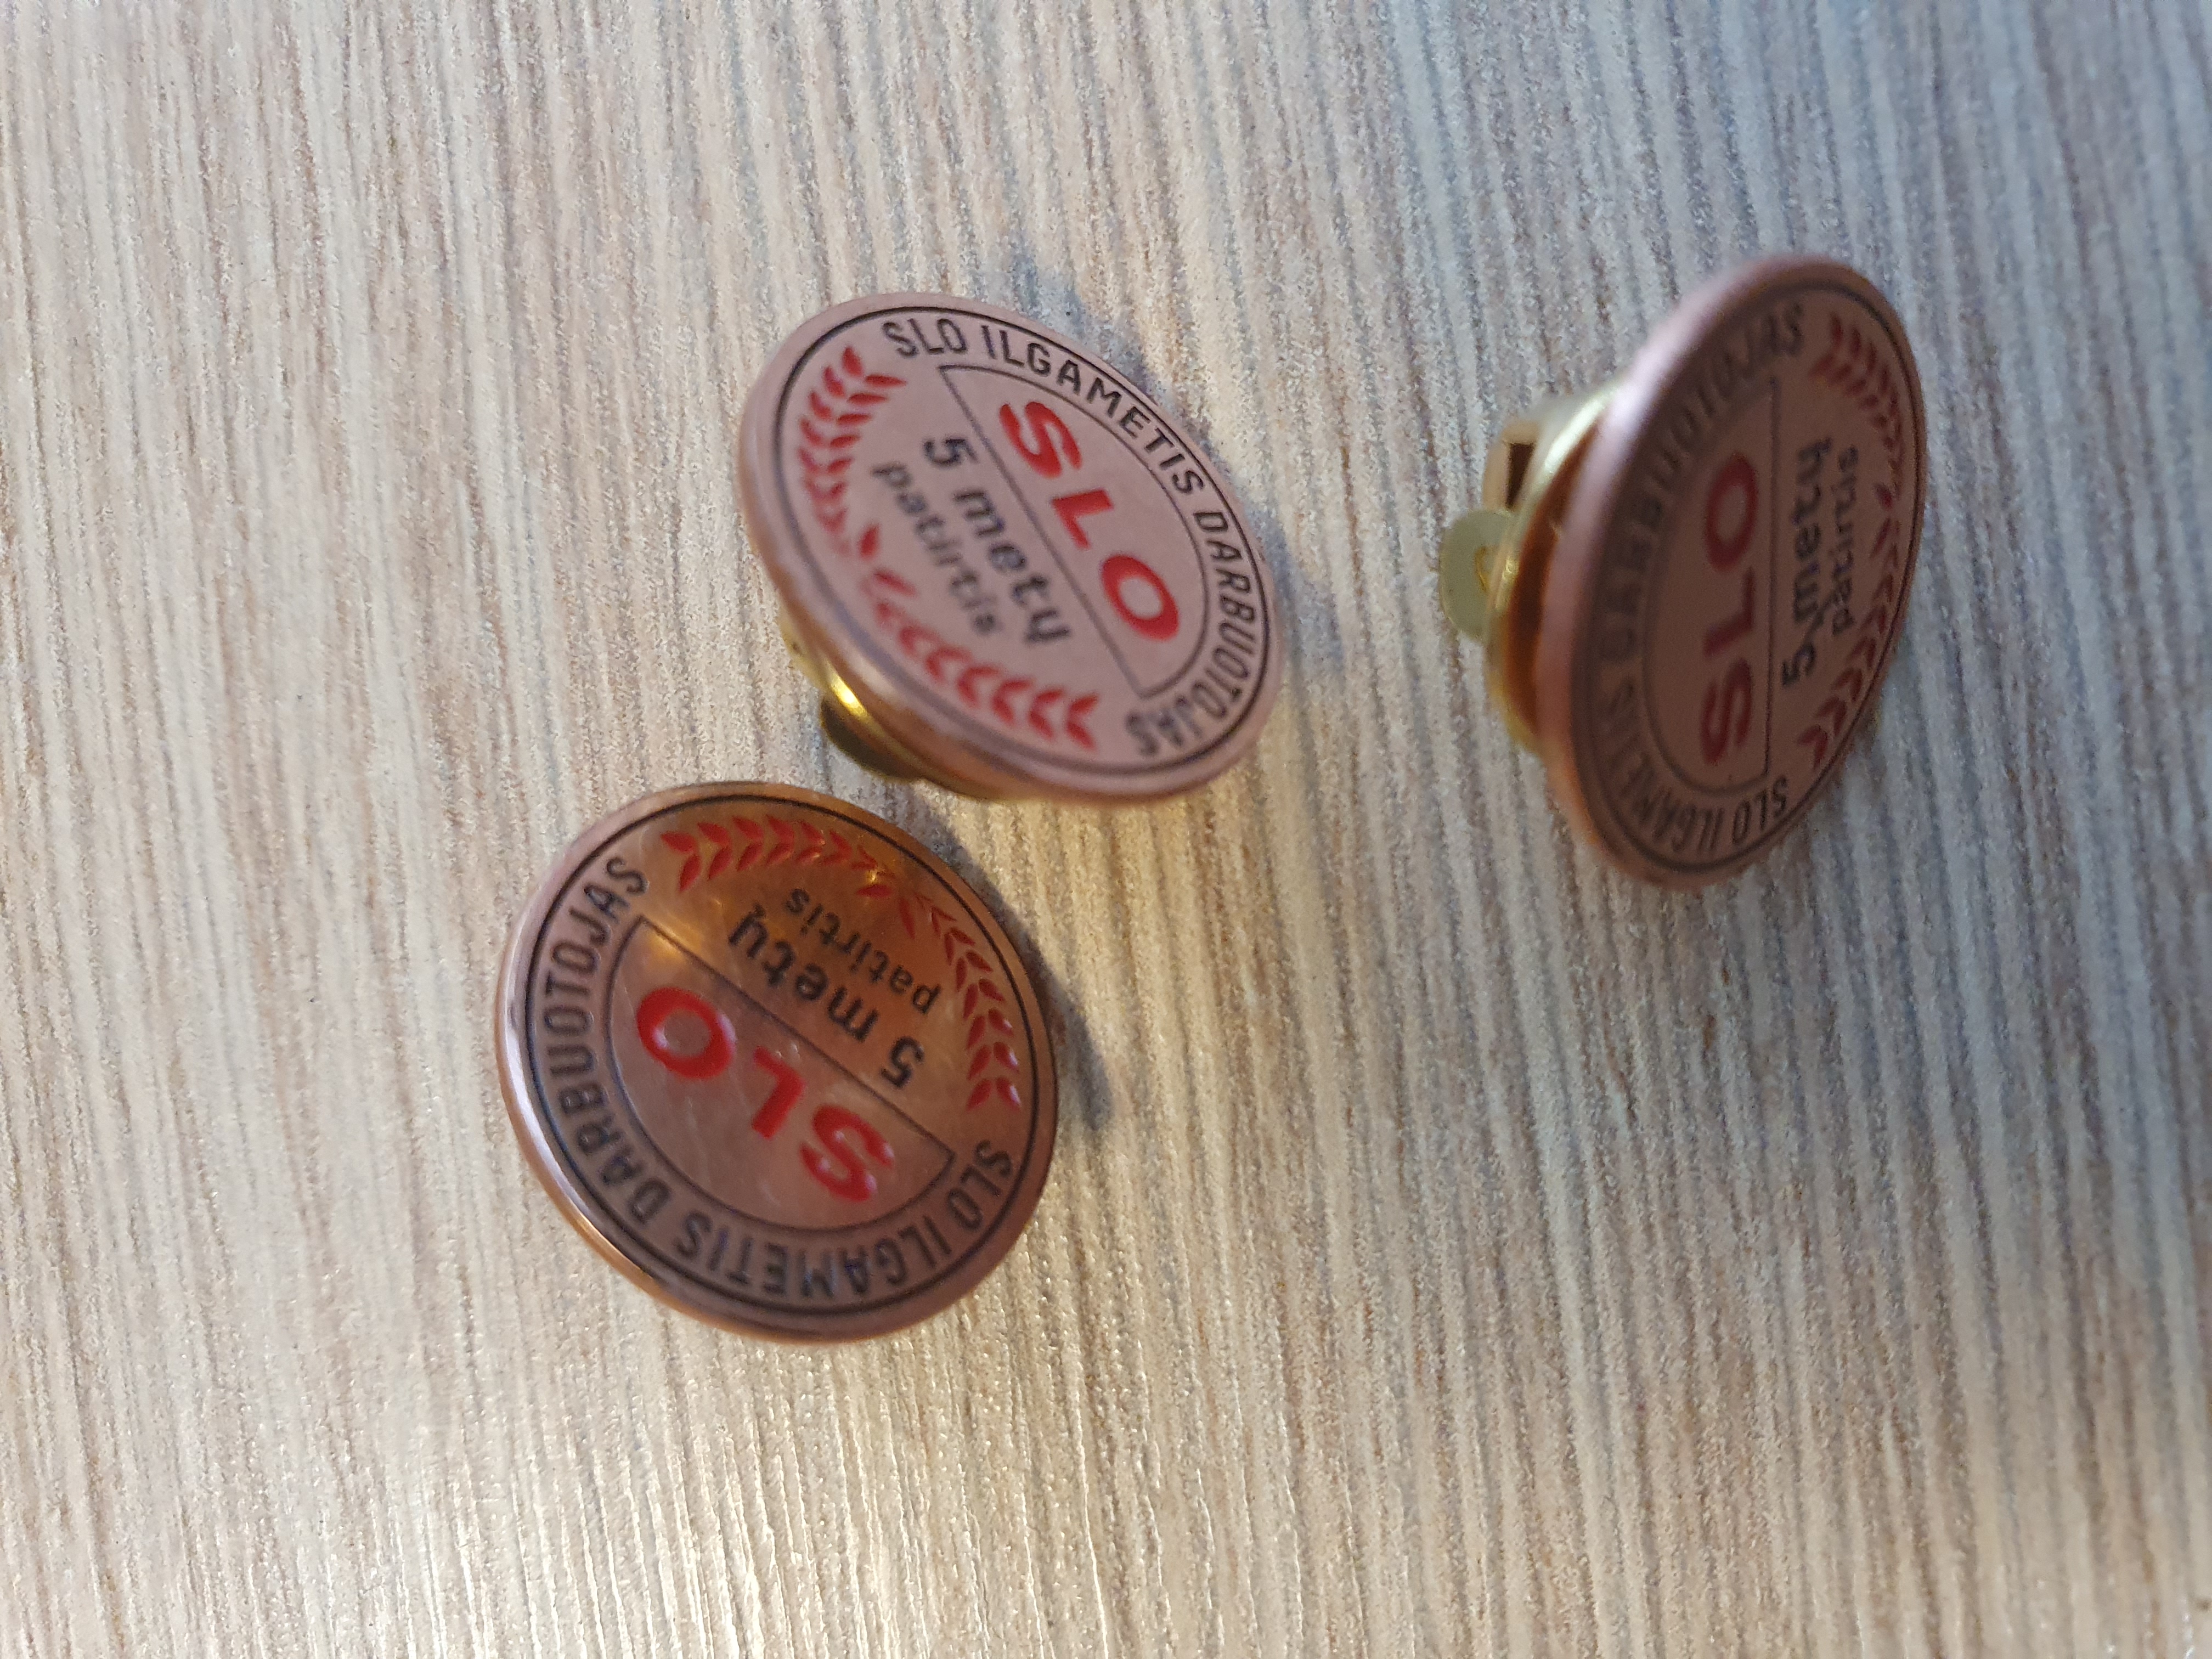 SLO ILGAMETIS DARBUOTOJAS
SLO
5 metų
patirtis
SLO ILGAMETIS DARBUOTOJAS
SLO
5 metų
patirtis
SLO ILGAMETIS DARBUOTOJAS
SLO
5 metų
patirtis